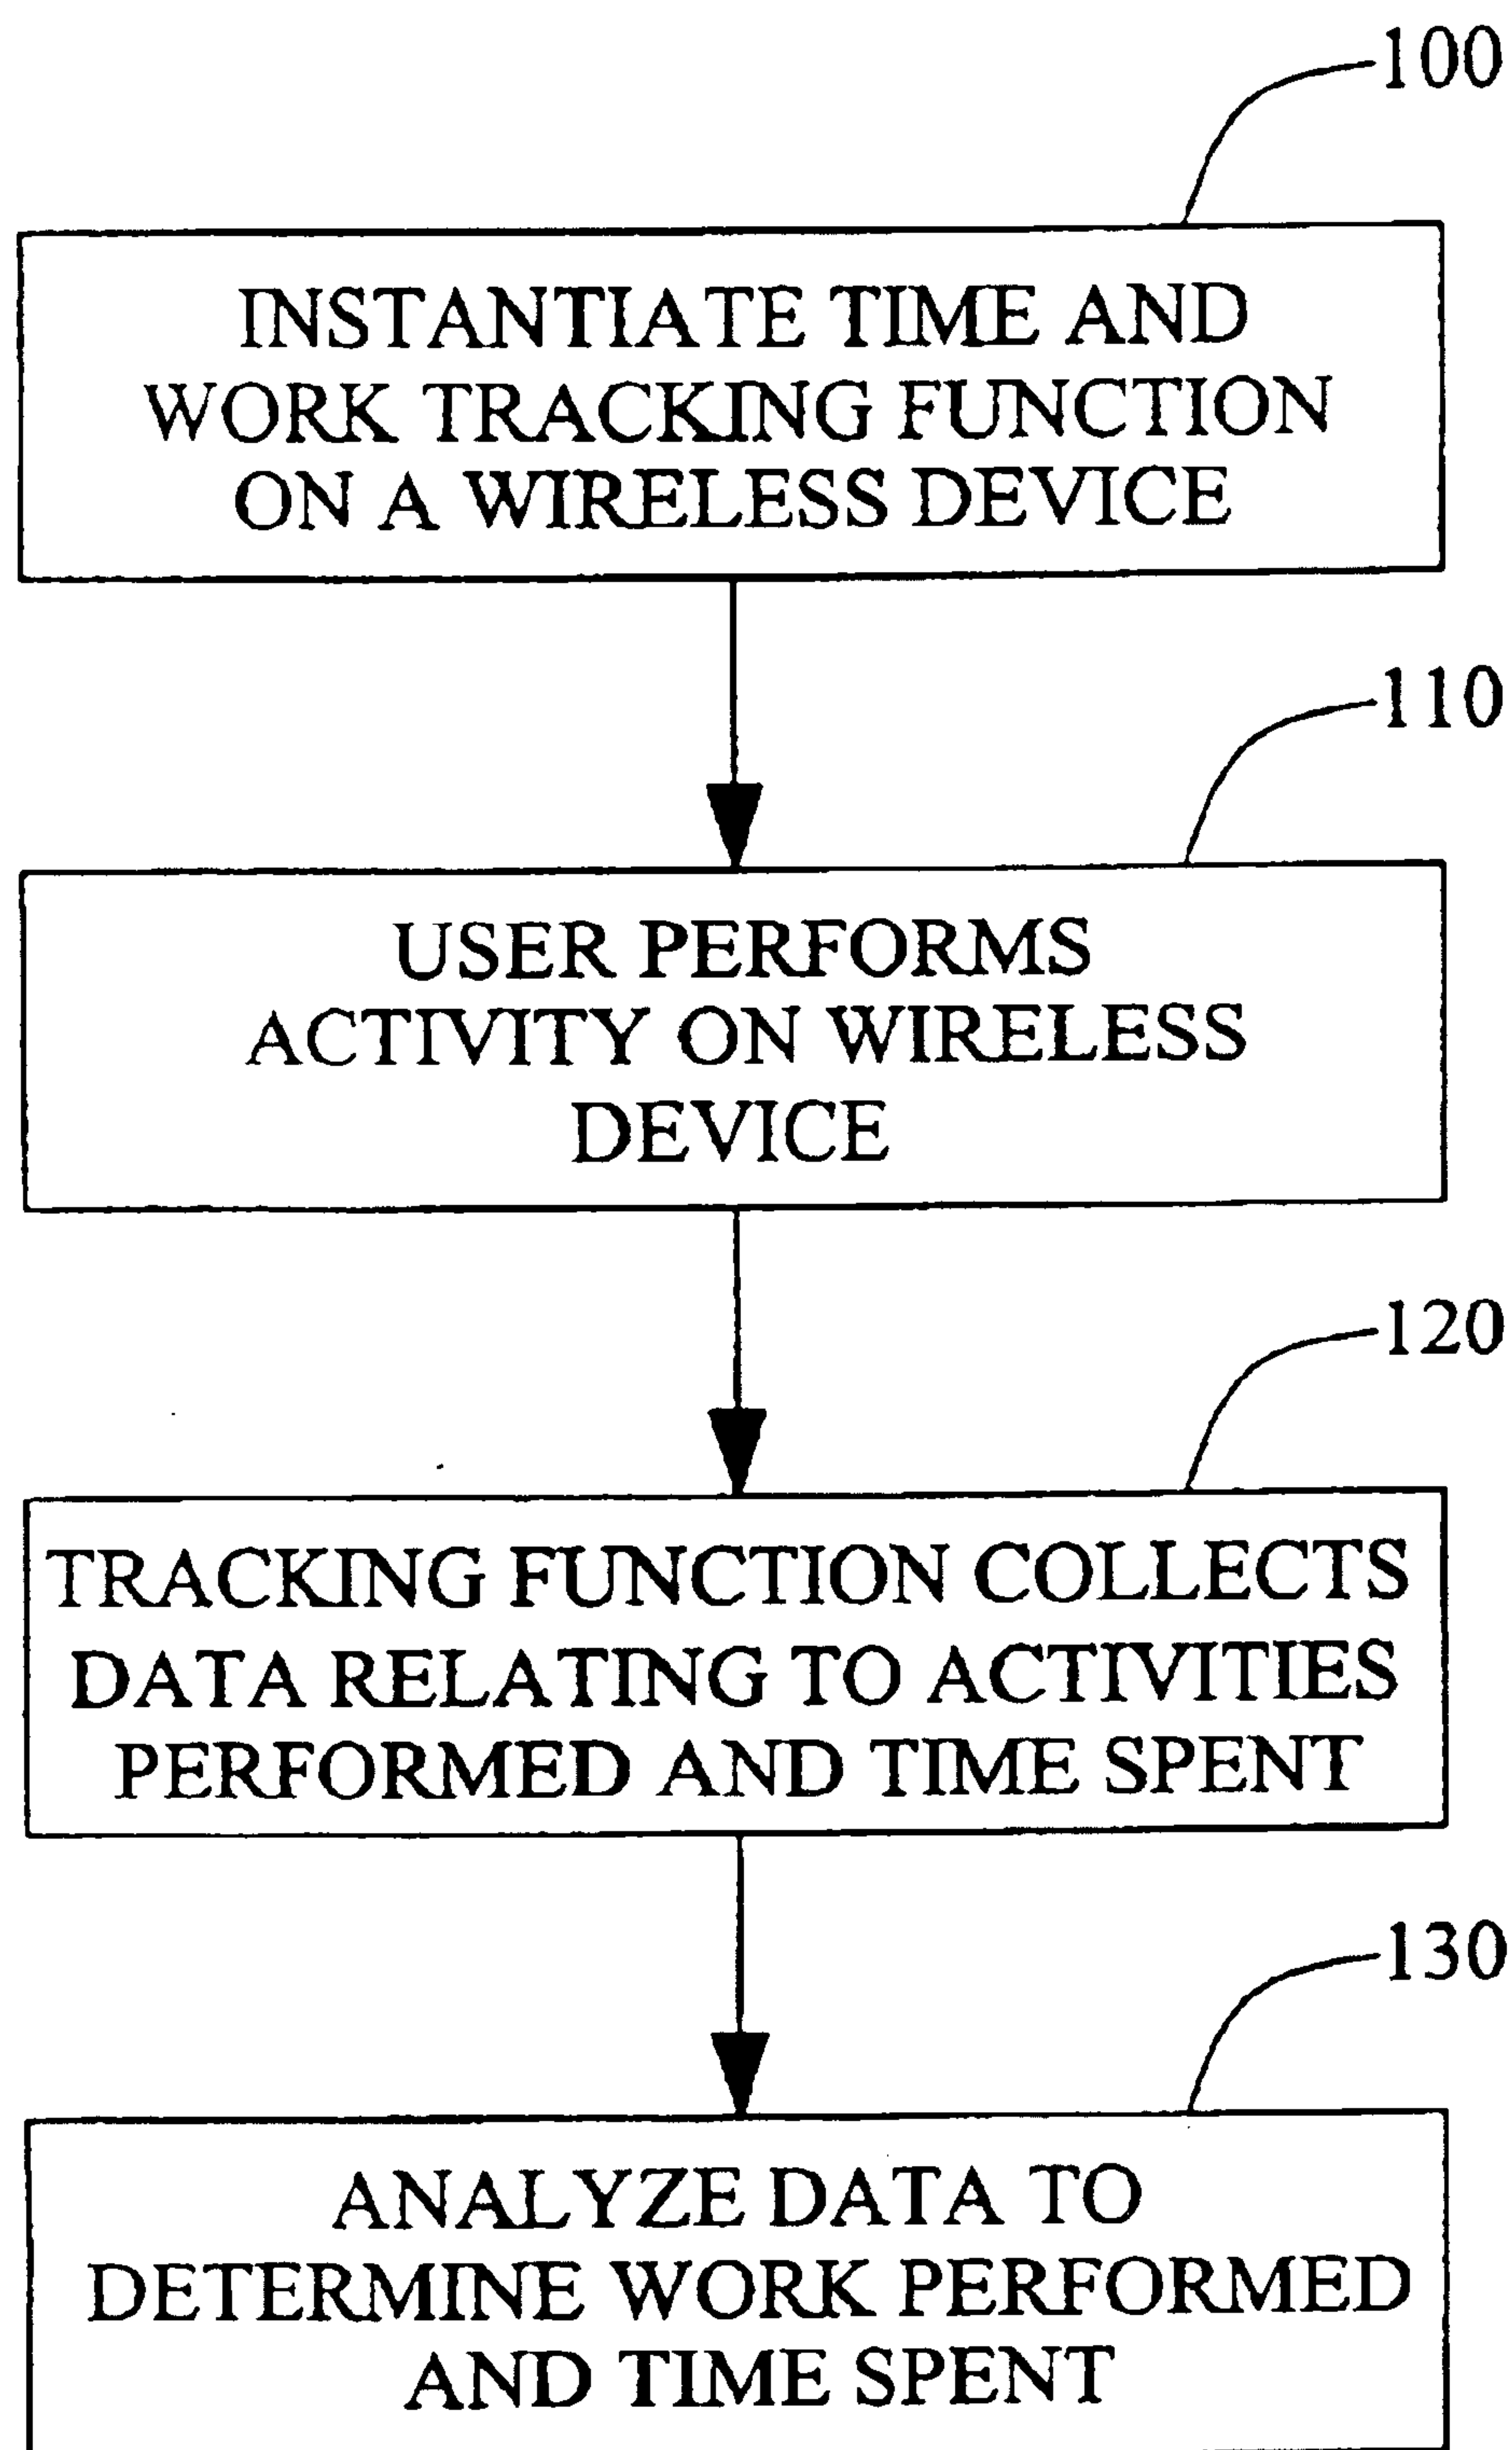 100
INSTANTIATE TIME AND
WORK TRACKING FUNCTION
ON A WIRELESS DEVICE
110
USER PERFORMS
ACTIVITY ON WIRELESS
DEVICE
120
TRACKING FUNCTION COLLECTS
DATA RELATING TO ACTIVITIES
PERFORMED AND TIME SPENT
130
ANALYZE DATA TO
DETERMINE WORK PERFORMED
AND TIME SPENT